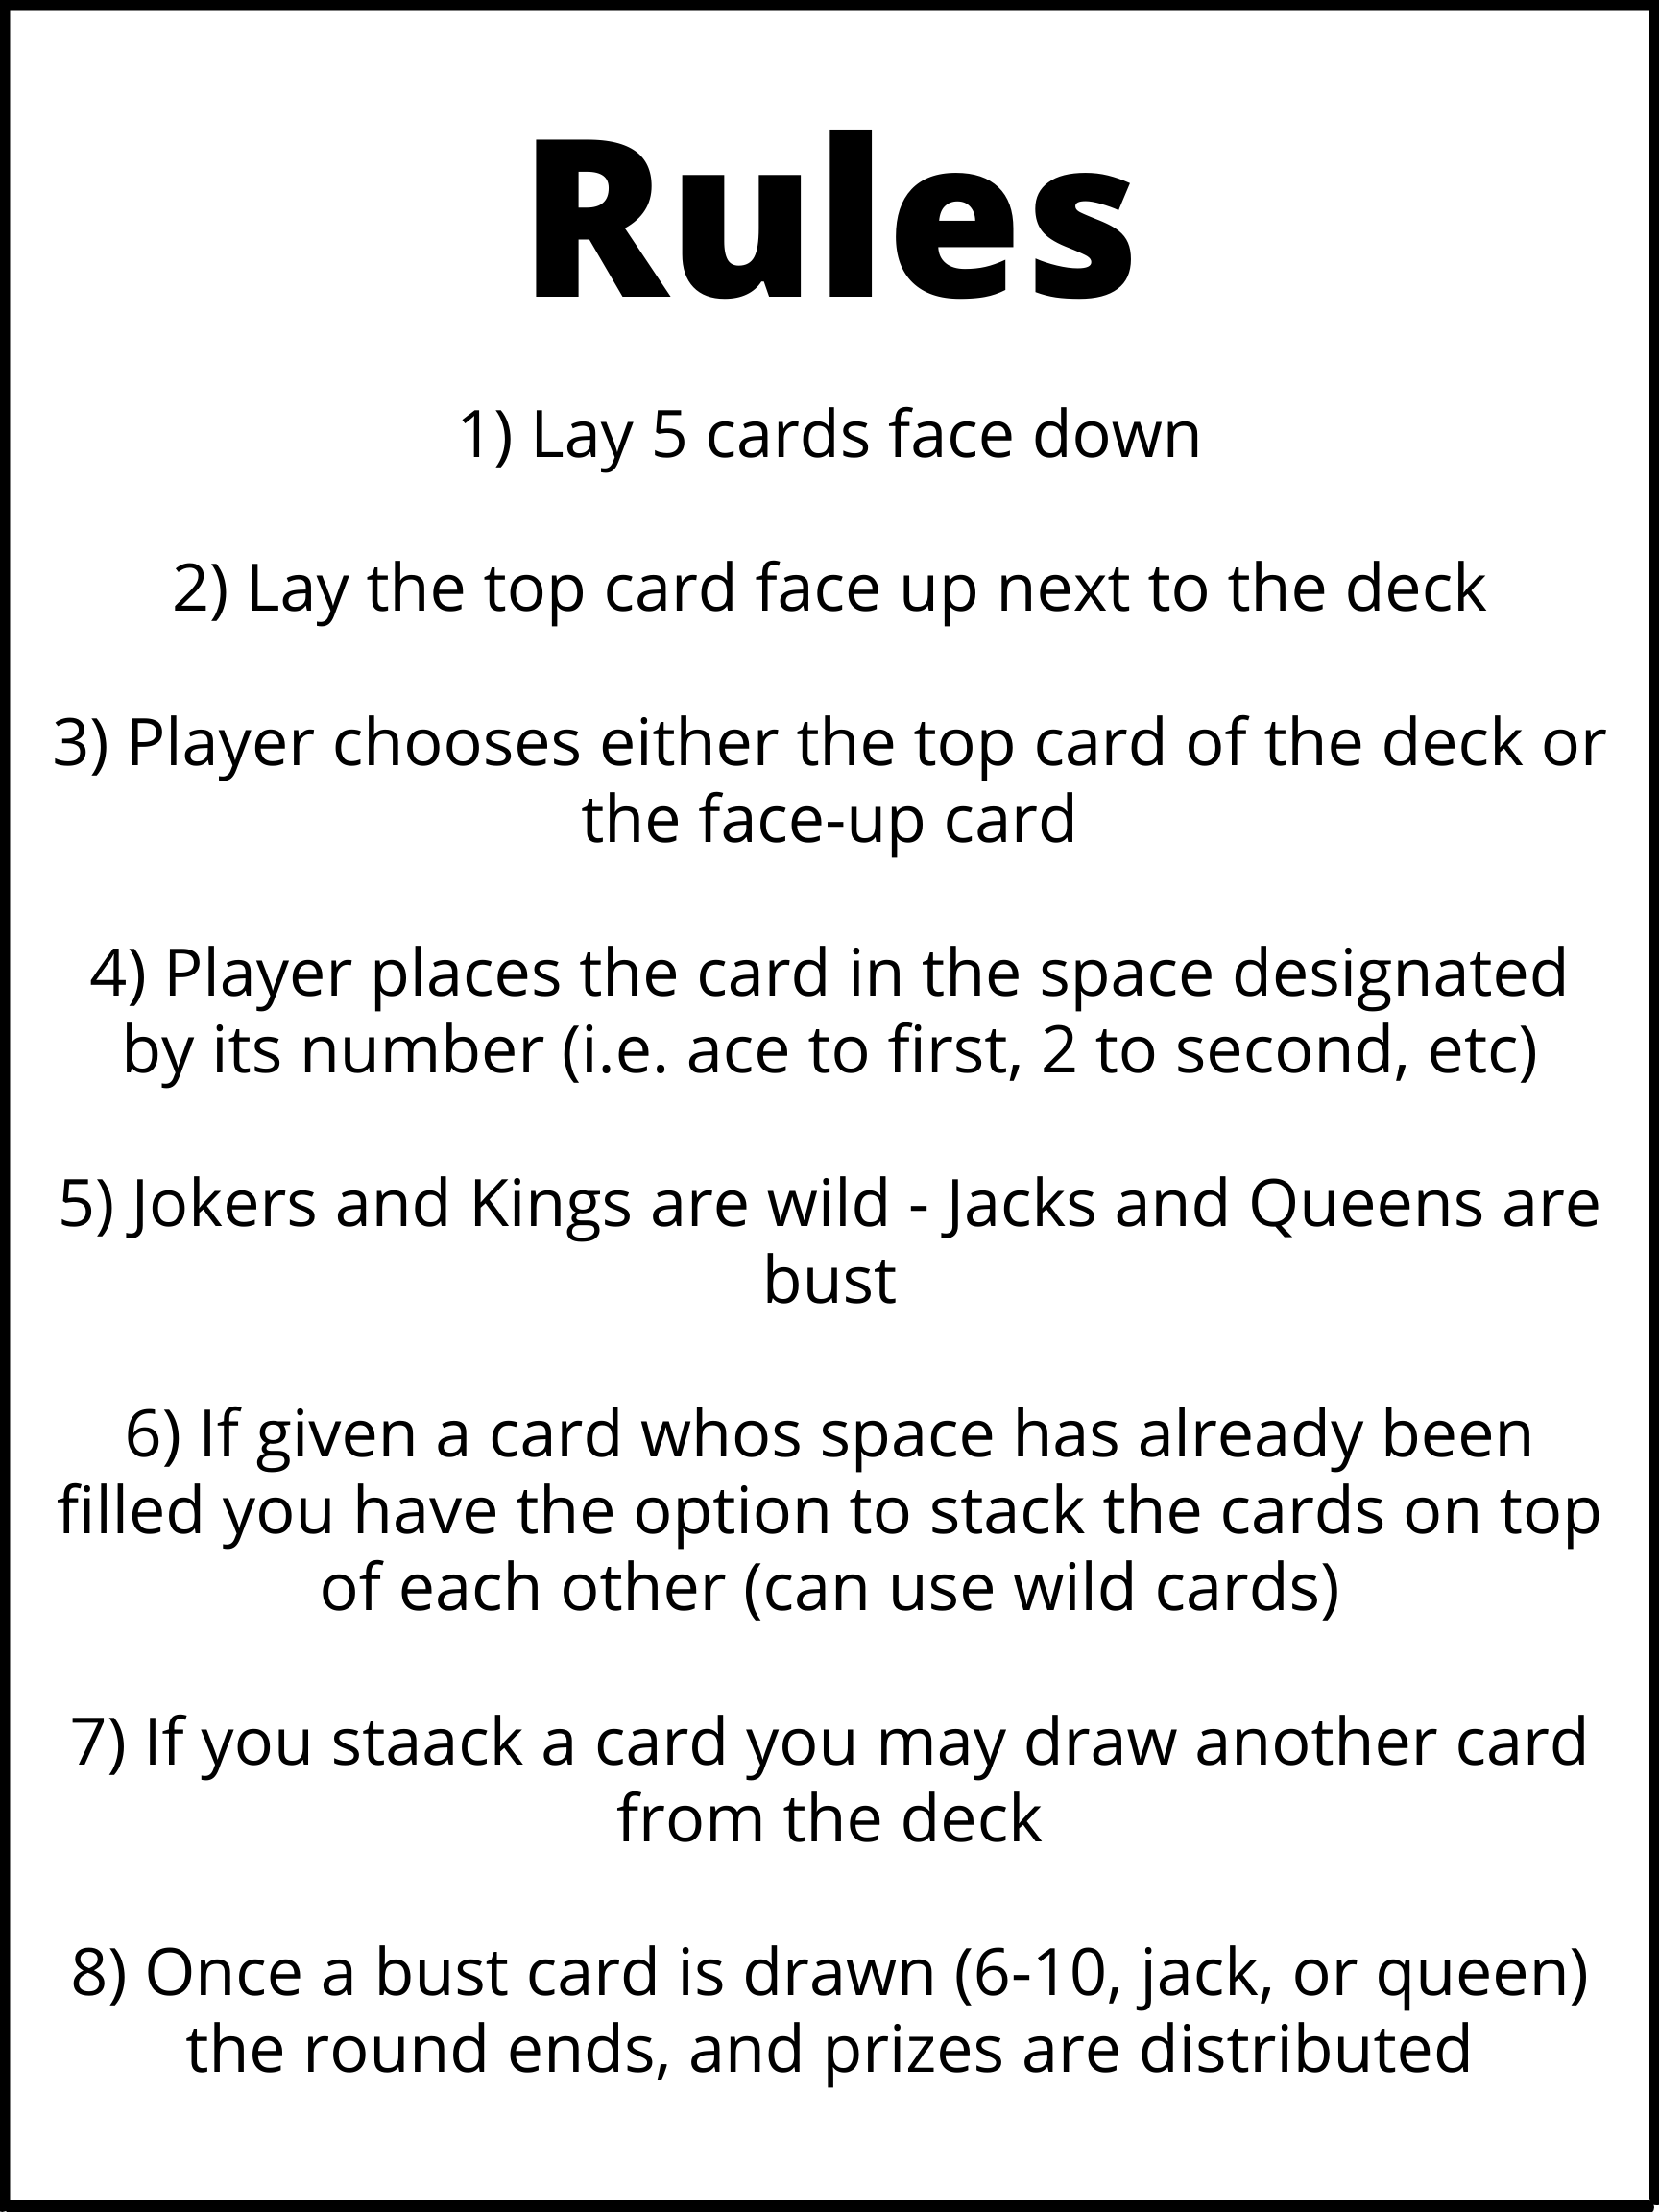 Rules
1) Lay 5 cards face down
2) Lay the top card face up next to the deck
3) Player chooses either the top card of the deck or
the face-up card
4) Player places the card in the space designated
by its number (i.e. ace to first, 2 to second, etc)
5) Jokers and Kings are wild - Jacks and Queens are
bust
6) If given a card whos space has already been
filled you have the option to stack the cards on top
of each other (can use wild cards)
7) If you staack a card you may draw another card
from the deck
8) Once a bust card is drawn (6-10, jack, or queen)
the round ends, and prizes are distributed